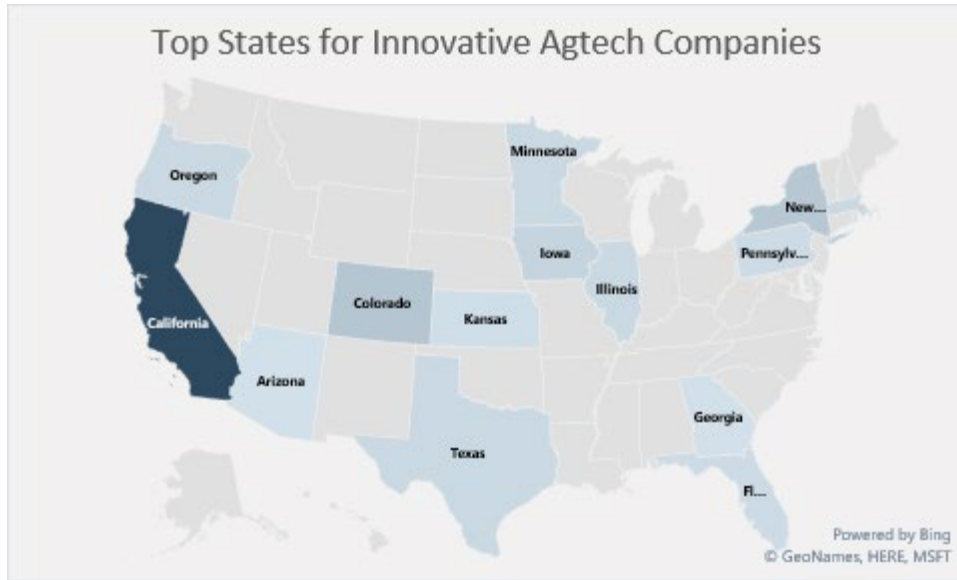 Top States for Innovative Agtech Companies
Minnesota
Oregon
New....
Iowa
Pennsylv....
Illinois
Colorado
Kansas
California
Arizona
Georgia
Texas
Fl....
Powered by Bing
© GeoNames, HERE, MSFT